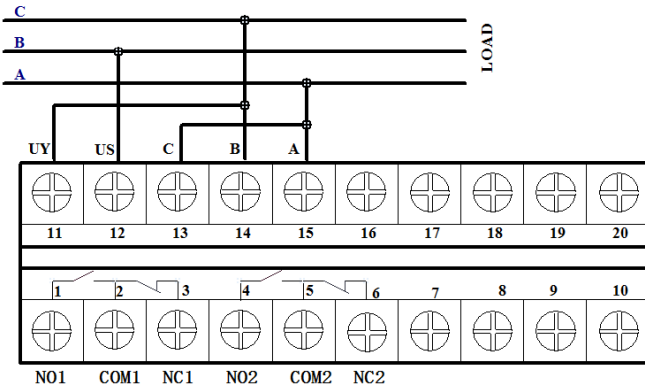 C
B
LOAD
A
UY US C B A
11 12 13 14 15 16 17 18 19 20
1 2 3 4 5 6 7 8 9 10
NO1 COM1 NC1 NO2 COM2 NC2